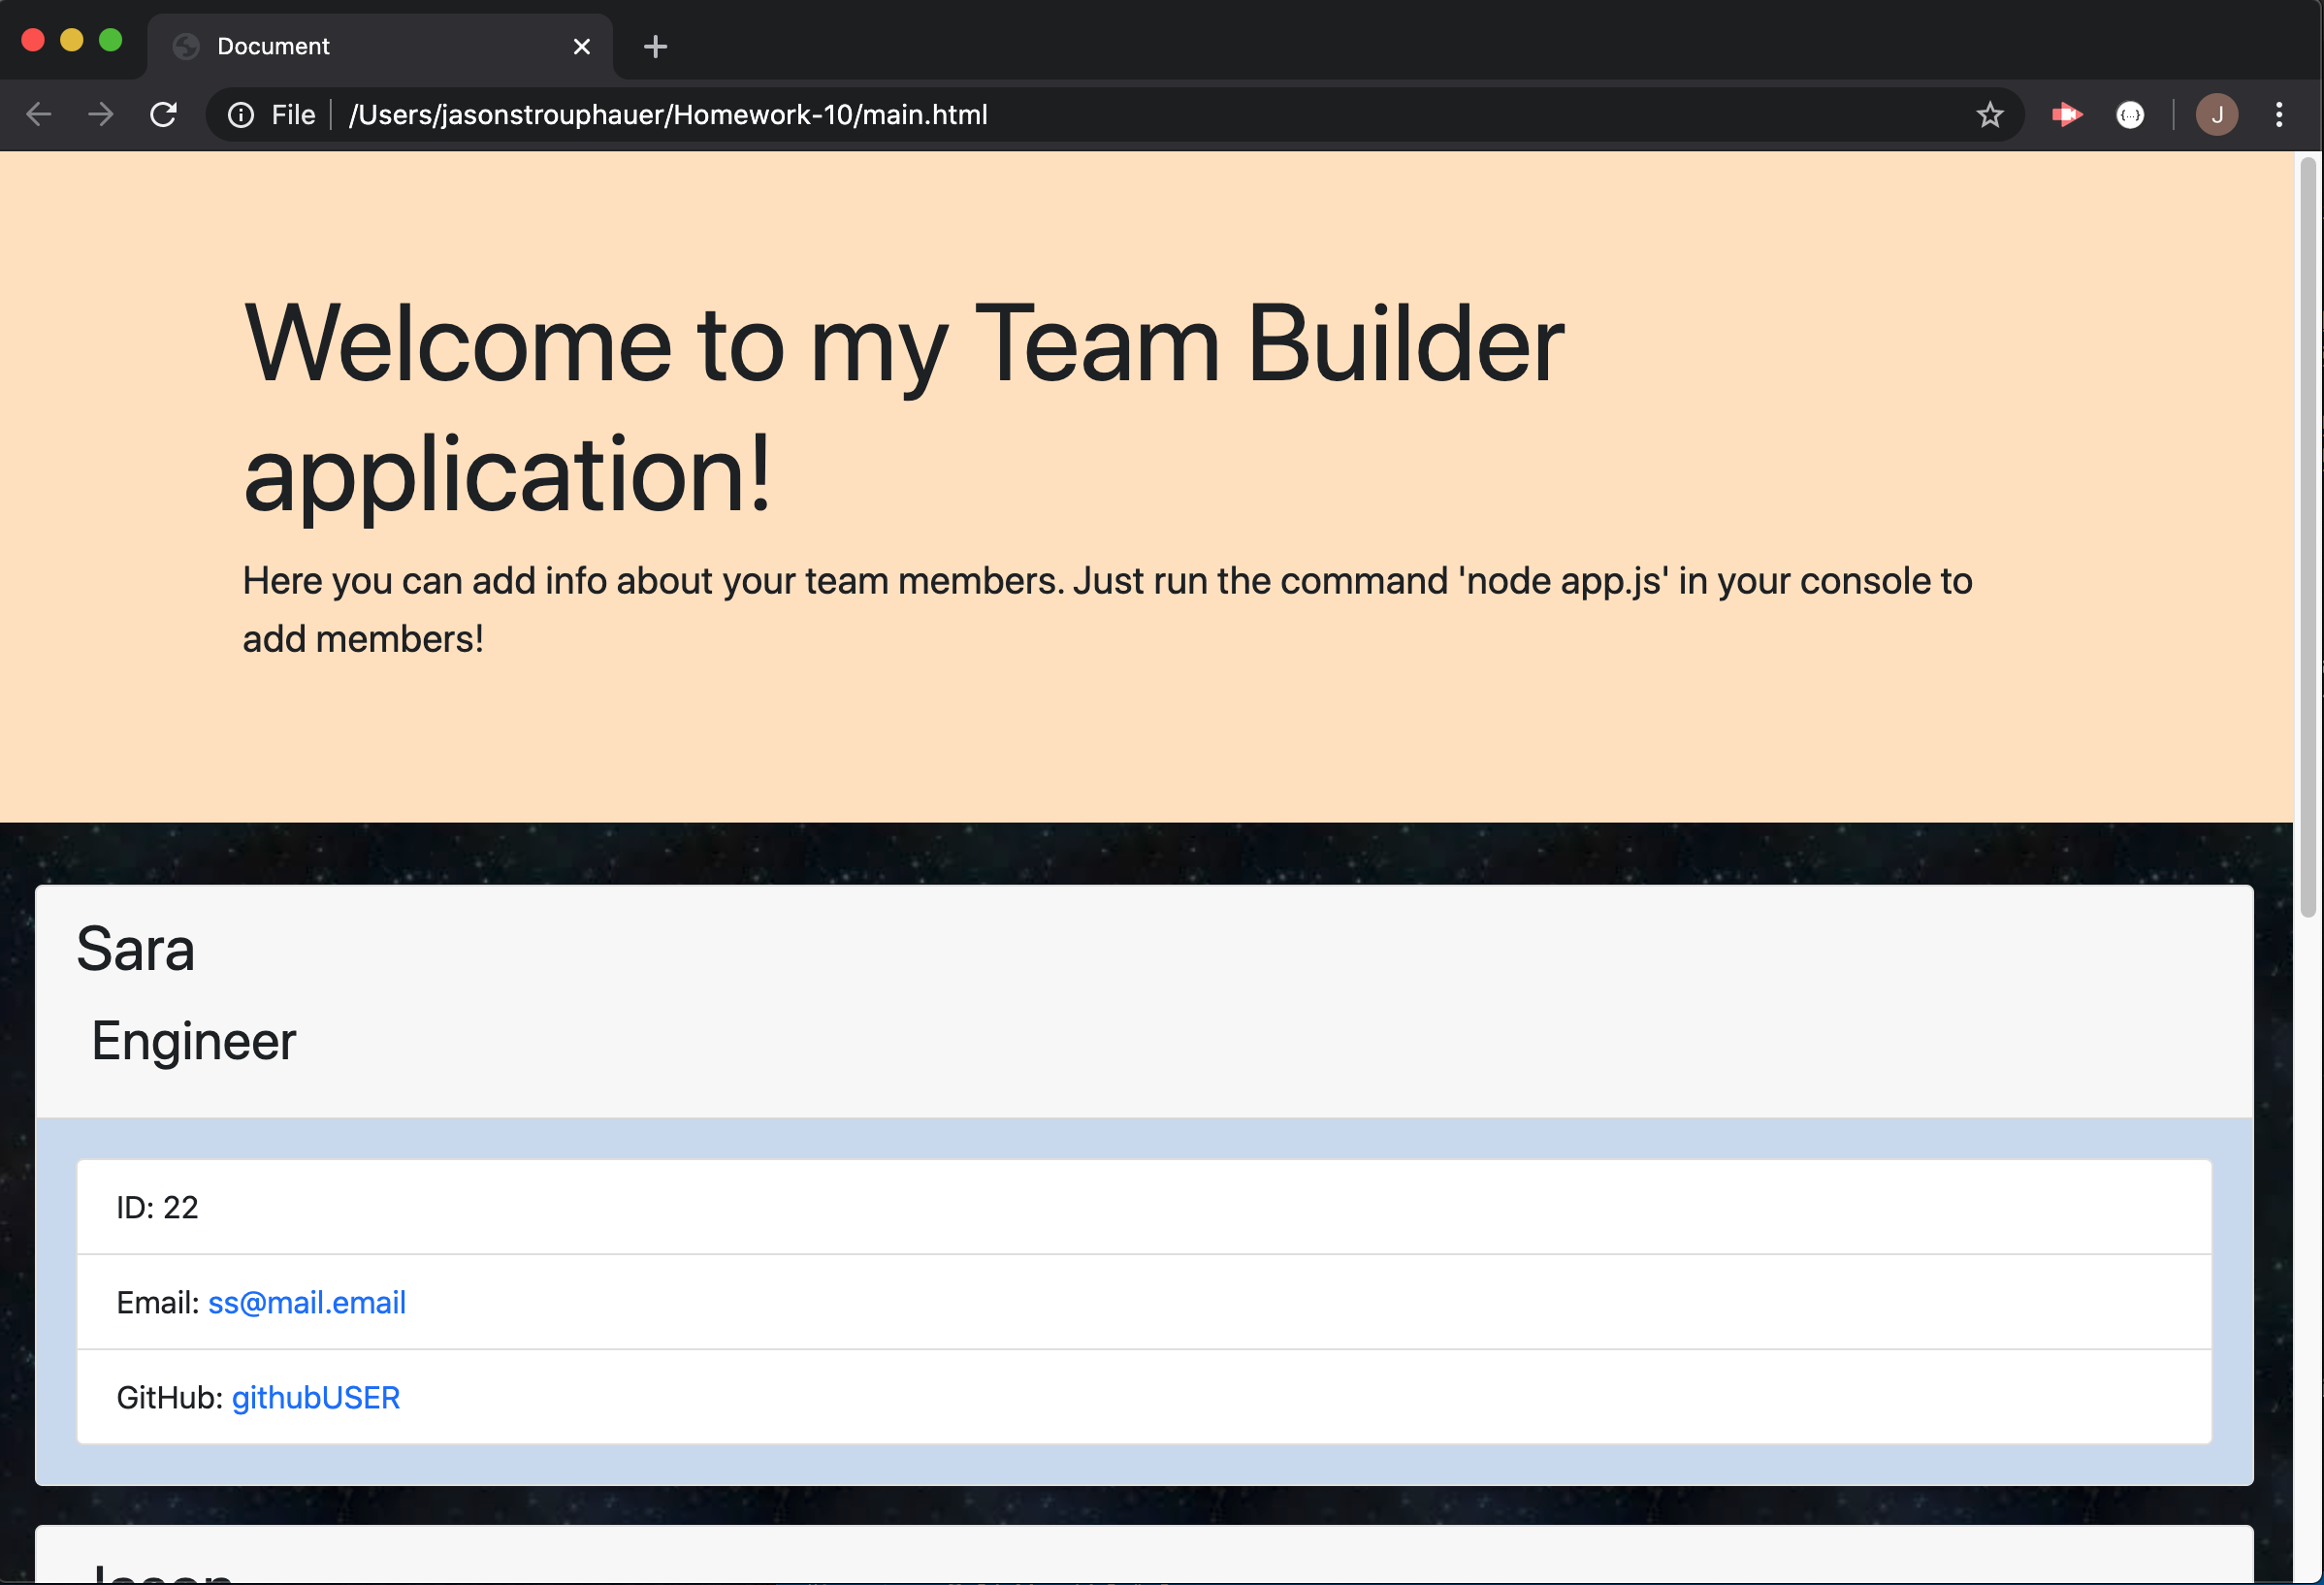 Document
File /Users/jasonstrouphauer/Homework-10/main.html
J
Welcome to my Team Builder
application!
Here you can add info about your team members. Just run the command 'node app.js' in your console to
add members!
Sara
Engineer
ID: 22
Email: ss@mail.email
GitHub: githubUSER
Jason